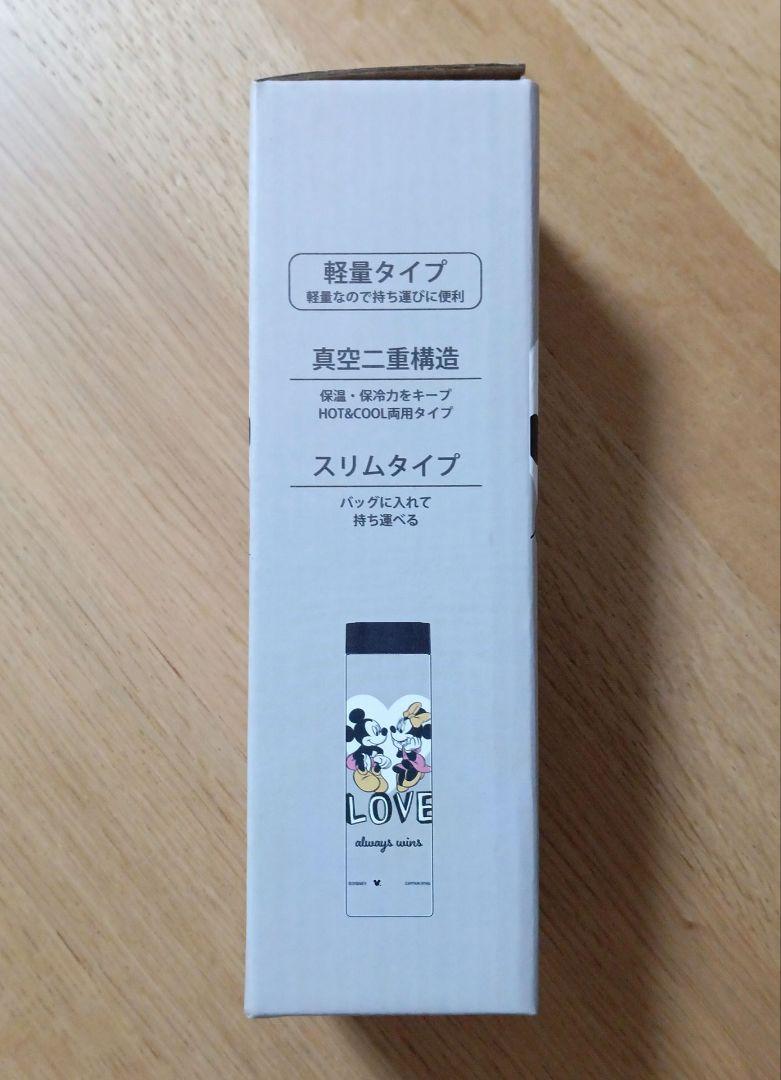 軽量タイプ
軽量なので持ち運びに便利
真空二重構造
保温・保冷力をキープ
HOT&COOL両用タイプ
スリムタイプ
バッグに入れて
持ち運べる
LOVE
always wins